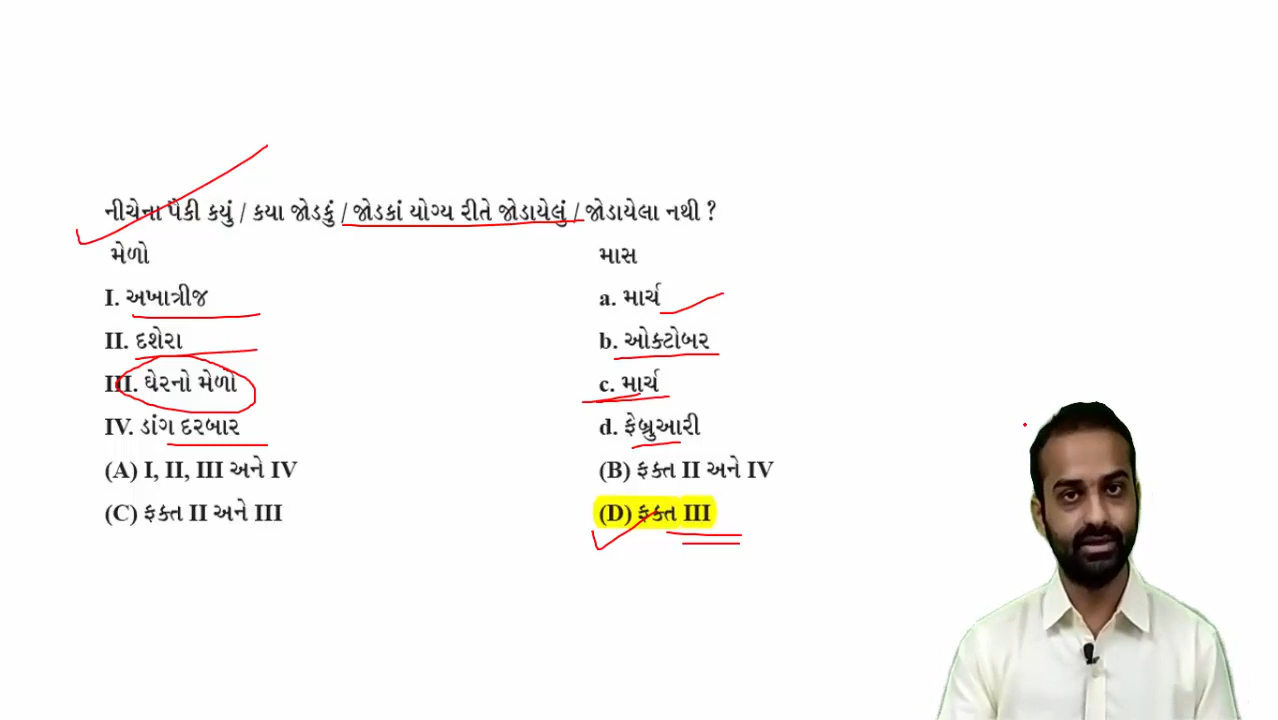 નીચેના પૈકી કયું / કયા જોડકું / જોડકાં યોગ્ય રીતે જોડાયેલું / જોડાયેલા નથી ?
મેળો માસ
I. અખાત્રીજ a. માર્ચ
II. દશેરા b. ઓક્ટોબર
III. ઘેરનો મેળો c. માર્ચ
IV. ડાંગ દરબાર d. ફેબ્રુઆરી
(A) I, II, III અને IV (B) ફક્ત II અને IV
(C) ફક્ત II અને III (D) ફક્ત III